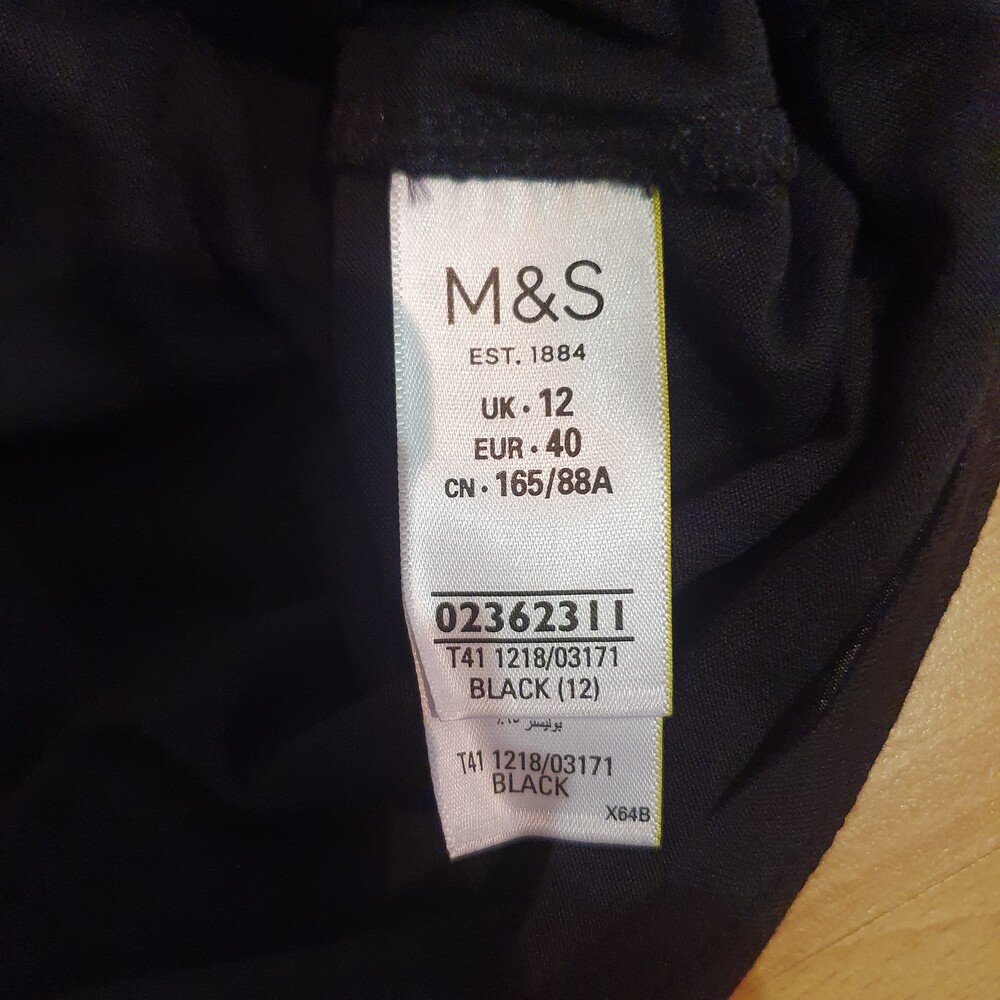 M&S
EST. 1884
UK • 12
EUR • 40
CN • 165/88A
02362311
T41 1218/03171
BLACK (12)
بوليستر
T41 1218/03171
BLACK
X64B